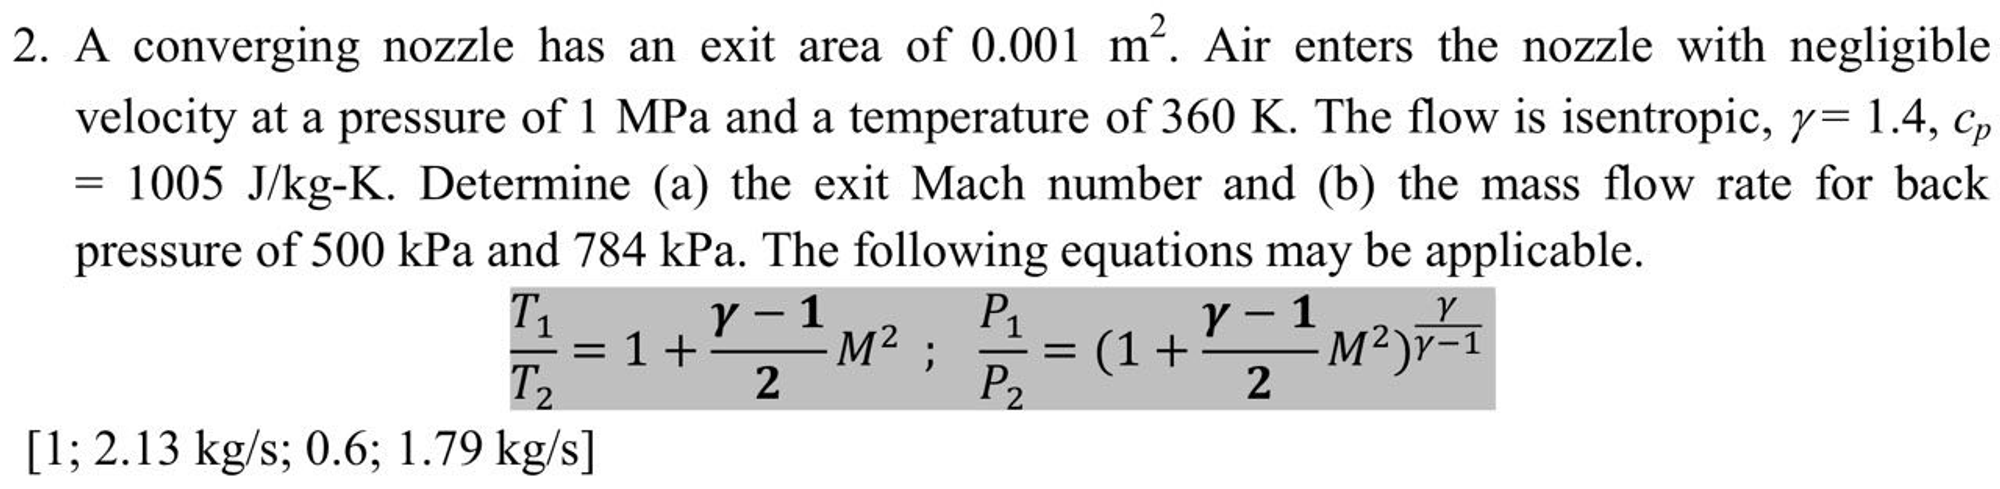 2. A converging nozzle has an exit area of 0.001 m². Air enters the nozzle with negligible
velocity at a pressure of 1 MPa and a temperature of 360 K. The flow is isentropic, γ= 1.4, cₚ
= 1005 J/kg-K. Determine (a) the exit Mach number and (b) the mass flow rate for back
pressure of 500 kPa and 784 kPa. The following equations may be applicable.
T₁/T₂ = 1 + (γ − 1)/2 M² ; P₁/P₂ = (1 + (γ − 1)/2 M²)^(γ/(γ−1))
[1; 2.13 kg/s; 0.6; 1.79 kg/s]